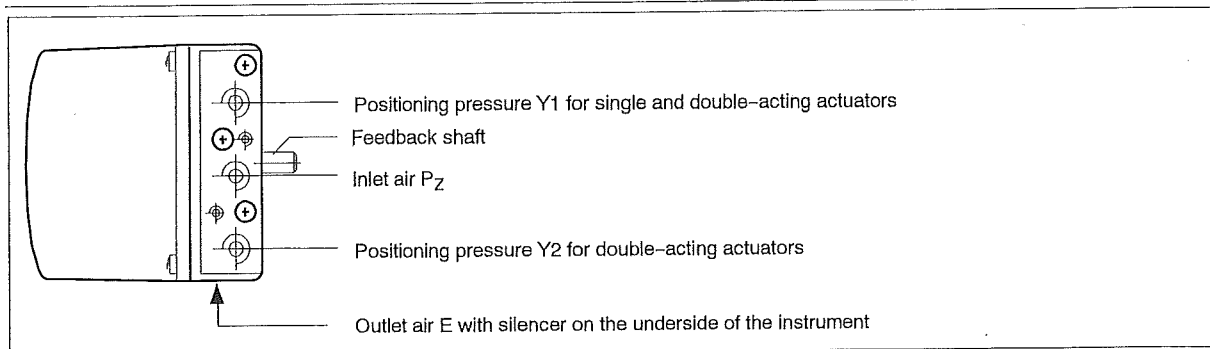 Positioning pressure Y1 for single and double-acting actuators
Feedback shaft
Inlet air PZ
Positioning pressure Y2 for double-acting actuators
Outlet air E with silencer on the underside of the instrument